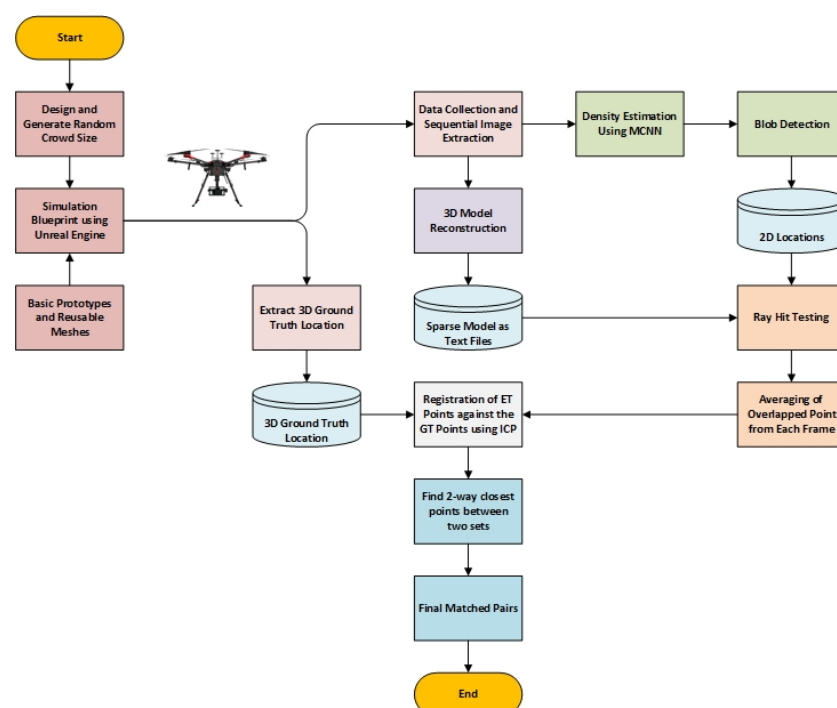 Start
Design and
Generate Random
Crowd Size
Simulation
Blueprint using
Unreal Engine
Basic Prototypes
and Reusable
Meshes
Extract 3D Ground
Truth Location
3D Ground Truth
Location
Data Collection and
Sequential Image
Extraction
Density Estimation
Using MCNN
Blob Detection
2D Locations
3D Model
Reconstruction
Sparse Model as
Text Files
Ray Hit Testing
Averaging of
Overlapped Point
from Each Frame
Registration of ET
Points against the
GT Points using ICP
Find 2-way closest
points between
two sets
Final Matched Pairs
End